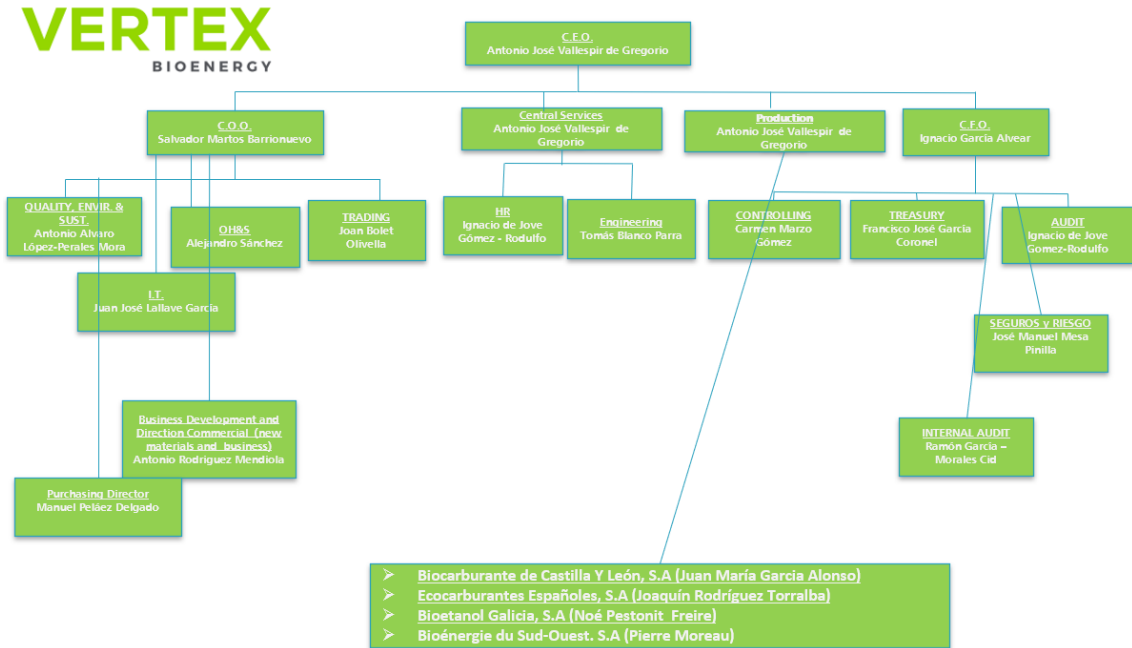 VERTEX
BIOENERGY
C.E.O.
Antonio José Vallespir de Gregorio
C.O.O.
Salvador Martos Barrionuevo
Central Services
Antonio José Vallespir de
Gregorio
Production
Antonio José Vallespir de
Gregorio
C.F.O.
Ignacio García Alvear
QUALITY, ENVIR. &
SUST.
Antonio Alvaro
López-Perales Mora
OH&S
Alejandro Sánchez
TRADING
Joan Bolet
Olivella
HR
Ignacio de Jove
Gómez - Rodulfo
Engineering
Tomás Blanco Parra
CONTROLLING
Carmen Marzo
Gómez
TREASURY
Francisco José García
Coronel
AUDIT
Ignacio de Jove
Gomez-Rodulfo
I.T.
Juan José Lallave García
SEGUROS y RIESGO
José Manuel Mesa
Pinilla
Business Development and
Direction Commercial (new
materials and business)
Antonio Rodriguez Mendiola
INTERNAL AUDIT
Ramón García –
Morales Cid
Purchasing Director
Manuel Peláez Delgado
➢ Biocarburante de Castilla Y León, S.A (Juan María Garcia Alonso)
➢ Ecocarburantes Españoles, S.A (Joaquín Rodríguez Torralba)
➢ Bioetanol Galicia, S.A (Noé Pestonit Freire)
➢ Bioénergie du Sud-Ouest. S.A (Pierre Moreau)